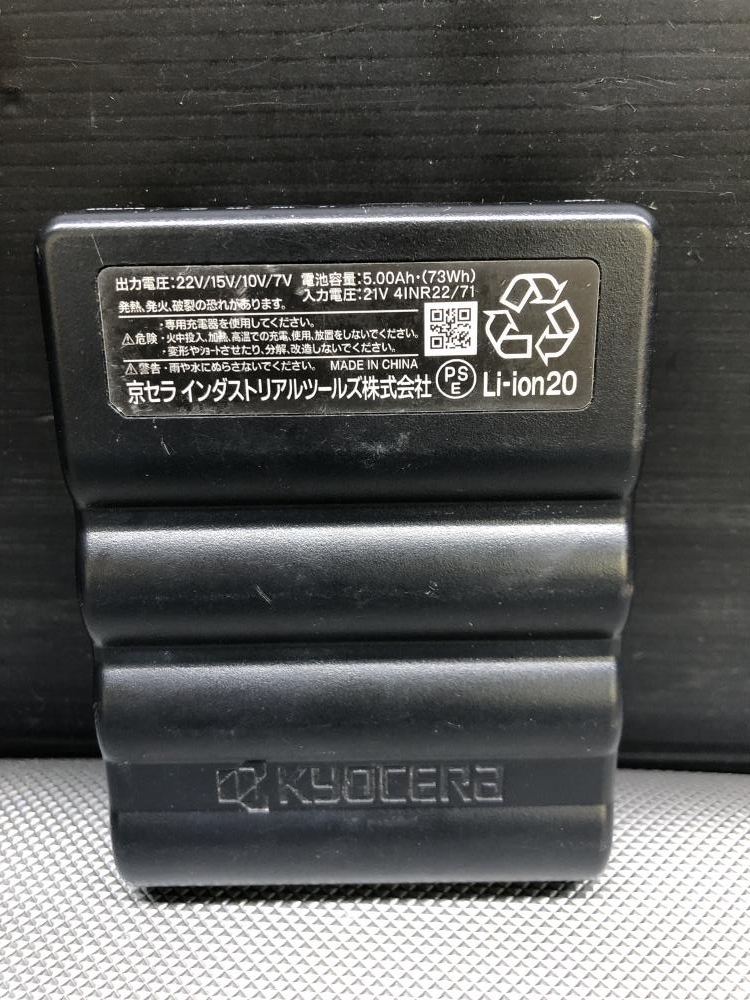 出力電圧:22V/15V/10V/7V 電池容量:5.00Ah・(73Wh)
入力電圧:21V 4INR22/71
発熱、発火、破裂の恐れがあります。
・専用充電器を使用してください。
⚠危険・火中投入、加熱、高温での充電、使用、放置をしないでください。
・変形やショートさせたり、分解、改造しないでください。
⚠警告・雨や水にぬらさないでください。 MADE IN CHINA
京セラ インダストリアルツールズ株式会社 PSE Li-ion20
KYOCERA